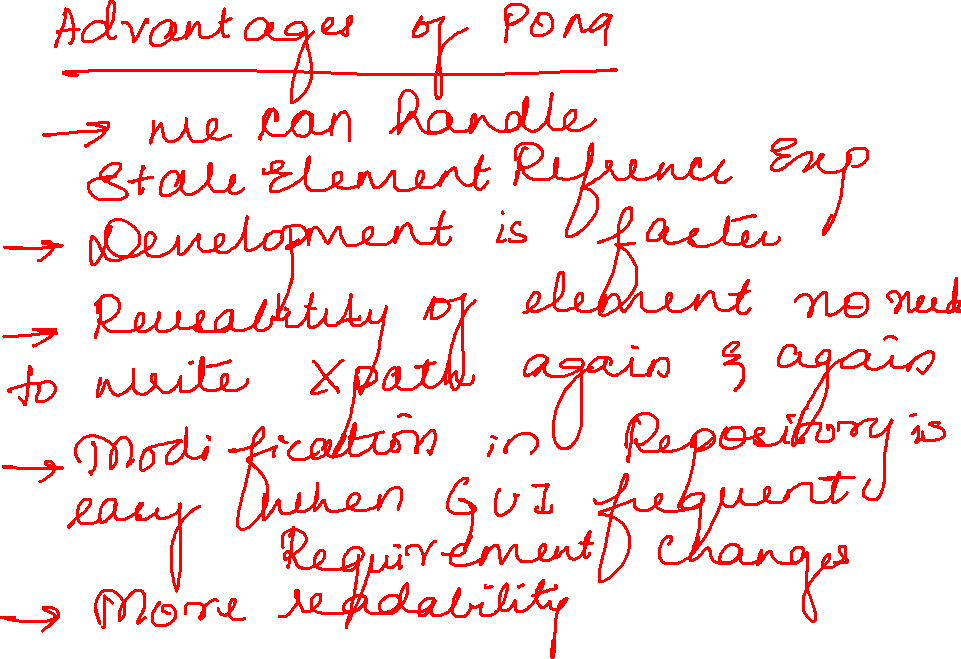 Advantages of POM
→ we can handle
Stale Element Refrence Exp
→ Development is faster
→ Reusability of element no need
to write Xpath again & again
→ Modification in Repository is
easy when GUI frequent
Requirement changes
→ More readability